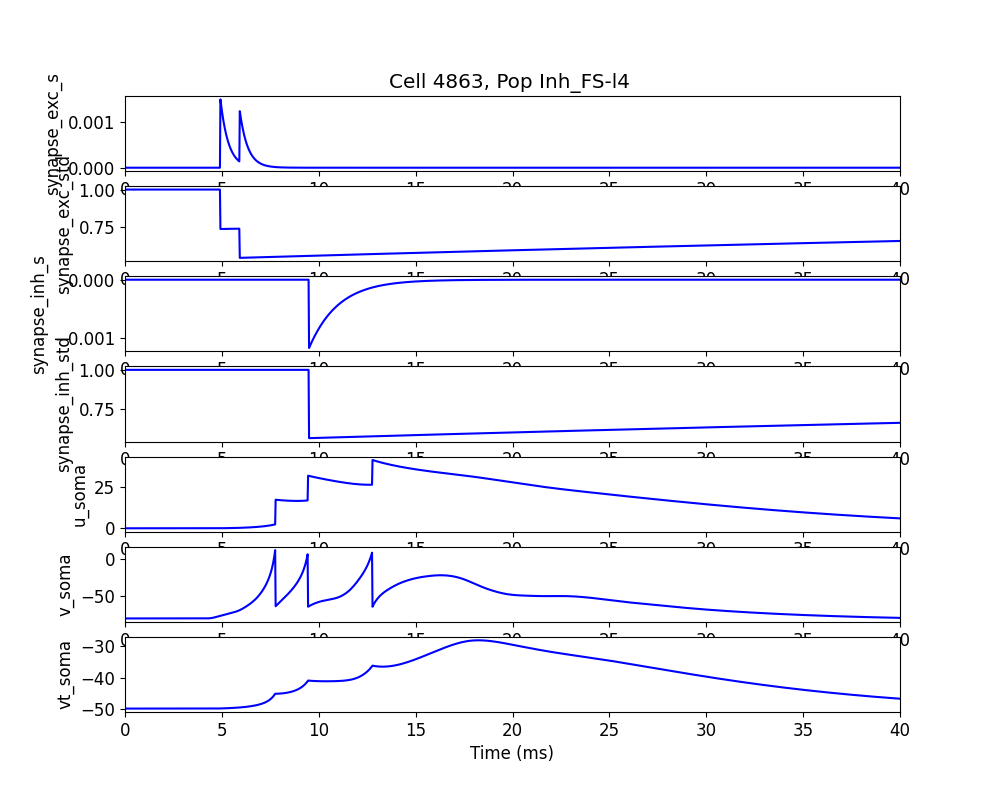 Cell 4863, Pop Inh_FS-l4
synapse_exc_s
0.001
0.000
synapse_exc_std
1.00
0.75
synapse_inh_s
0.000
0.001
synapse_inh_std
1.00
0.75
u_soma
25
0
v_soma
0
−50
vt_soma
−30
−40
−50
0 5 10 15 20 25 30 35 40
Time (ms)